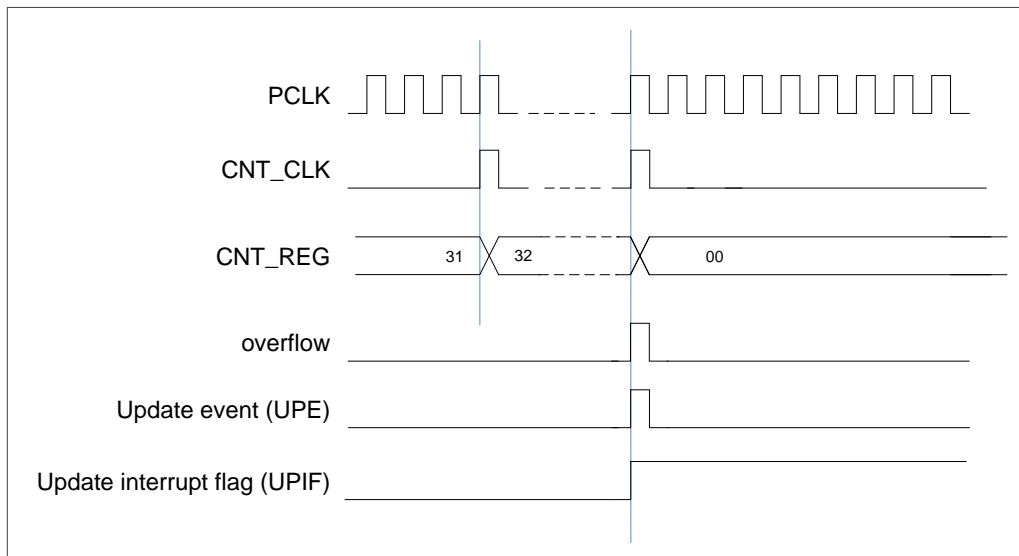 PCLK
CNT_CLK
CNT_REG 31 32 00
overflow
Update event (UPE)
Update interrupt flag (UPIF)